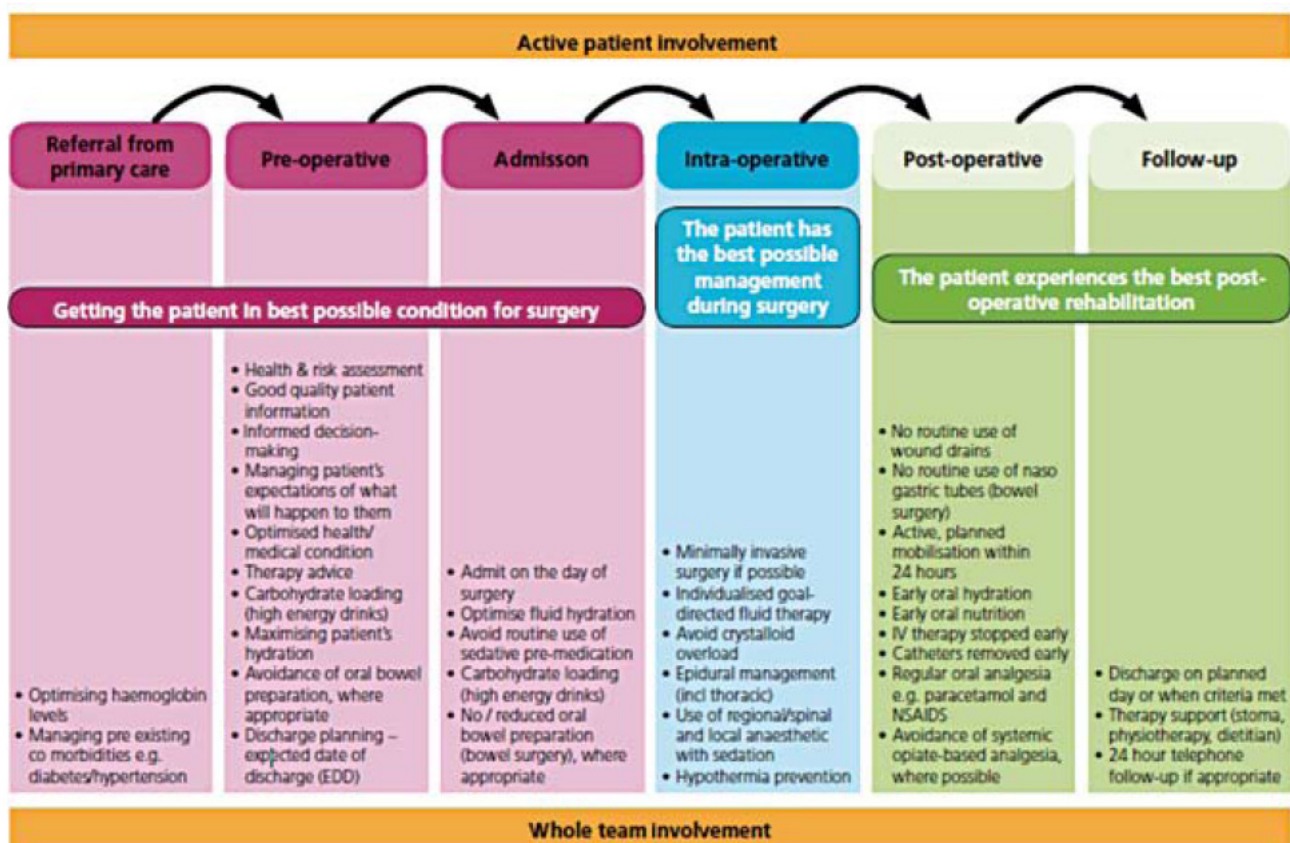 Active patient involvement
Referral from
primary care
Pre-operative
Admisson
Intra-operative
Post-operative
Follow-up
Getting the patient in best possible condition for surgery
The patient has
the best possible
management
during surgery
The patient experiences the best post-
operative rehabilitation
• Optimising haemoglobin
levels
• Managing pre existing
co morbidities e.g.
diabetes/hypertension
• Health & risk assessment
• Good quality patient
information
• Informed decision-
making
• Managing patient's
expectations of what
will happen to them
• Optimised health/
medical condition
• Therapy advice
• Carbohydrate loading
(high energy drinks)
• Maximising patient's
hydration
• Avoidance of oral bowel
preparation, where
appropriate
• Discharge planning –
expected date of
discharge (EDD)
• Admit on the day of
surgery
• Optimise fluid hydration
• Avoid routine use of
sedative pre-medication
• Carbohydrate loading
(high energy drinks)
• No / reduced oral
bowel preparation
(bowel surgery), where
appropriate
• Minimally invasive
surgery if possible
• Individualised goal-
directed fluid therapy
• Avoid crystalloid
overload
• Epidural management
(incl thoracic)
• Use of regional/spinal
and local anaesthetic
with sedation
• Hypothermia prevention
• No routine use of
wound drains
• No routine use of naso
gastric tubes (bowel
surgery)
• Active, planned
mobilisation within
24 hours
• Early oral hydration
• Early oral nutrition
• IV therapy stopped early
• Catheters removed early
• Regular oral analgesia
e.g. paracetamol and
NSAIDS
• Avoidance of systemic
opiate-based analgesia,
where possible
• Discharge on planned
day or when criteria met
• Therapy support (stoma,
physiotherapy, dietitian)
• 24 hour telephone
follow-up if appropriate
Whole team involvement